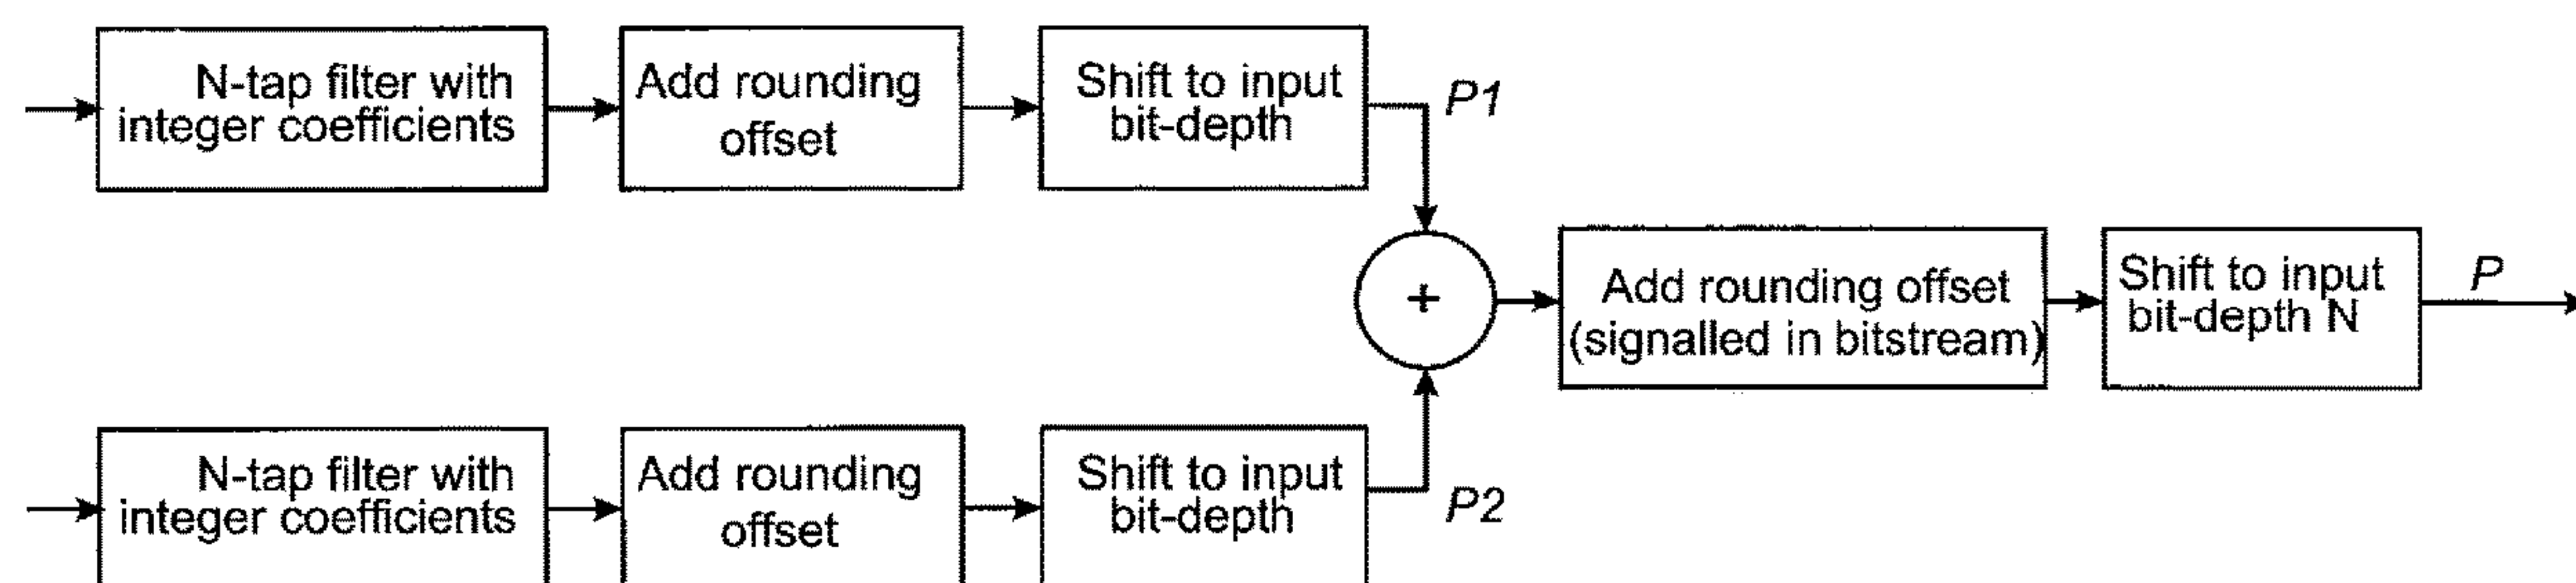 N-tap filter with
integer coefficients
Add rounding
offset
Shift to input
bit-depth
P1
+
Add rounding offset
(signalled in bitstream)
Shift to input
bit-depth N
P
N-tap filter with
integer coefficients
Add rounding
offset
Shift to input
bit-depth
P2